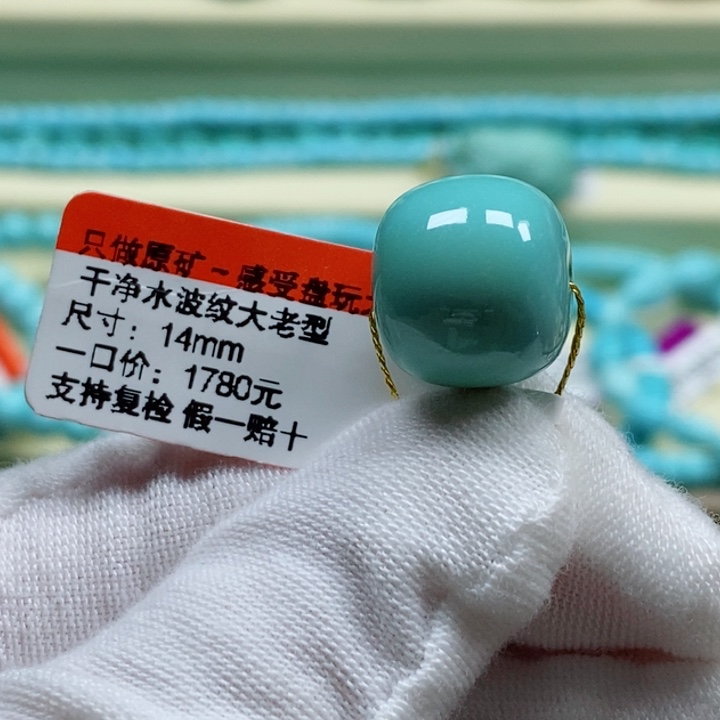 只做原矿~感受盘玩
干净水波纹大老型
尺寸：14mm
一口价：1780元
支持复检 假一赔十